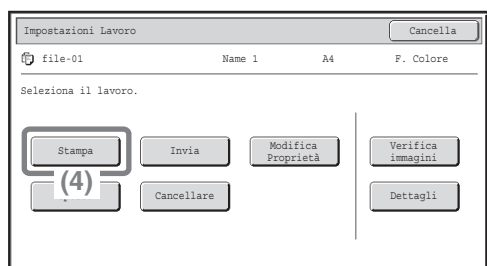 Impostazioni Lavoro
Cancella
file-01 Name 1 A4 F. Colore
Seleziona il lavoro.
Stampa Invia Modifica Proprietà Verifica immagini
(4) Cancellare Dettagli